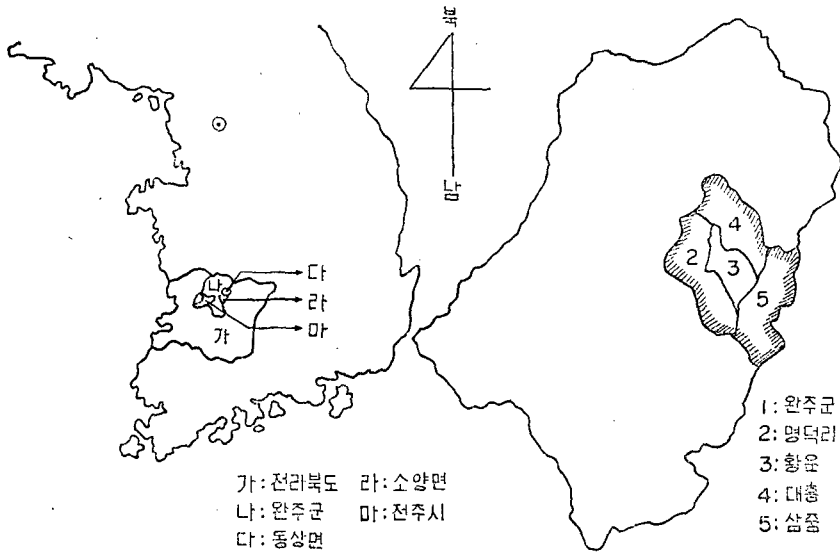 북
남
다
라
마
나
가
4
2
3
5
가:전라북도 라:소양면
나:완주군 마:전주시
다:동상면
1:완주군
2:명덕리
3:황운
4:대흥
5:삼중